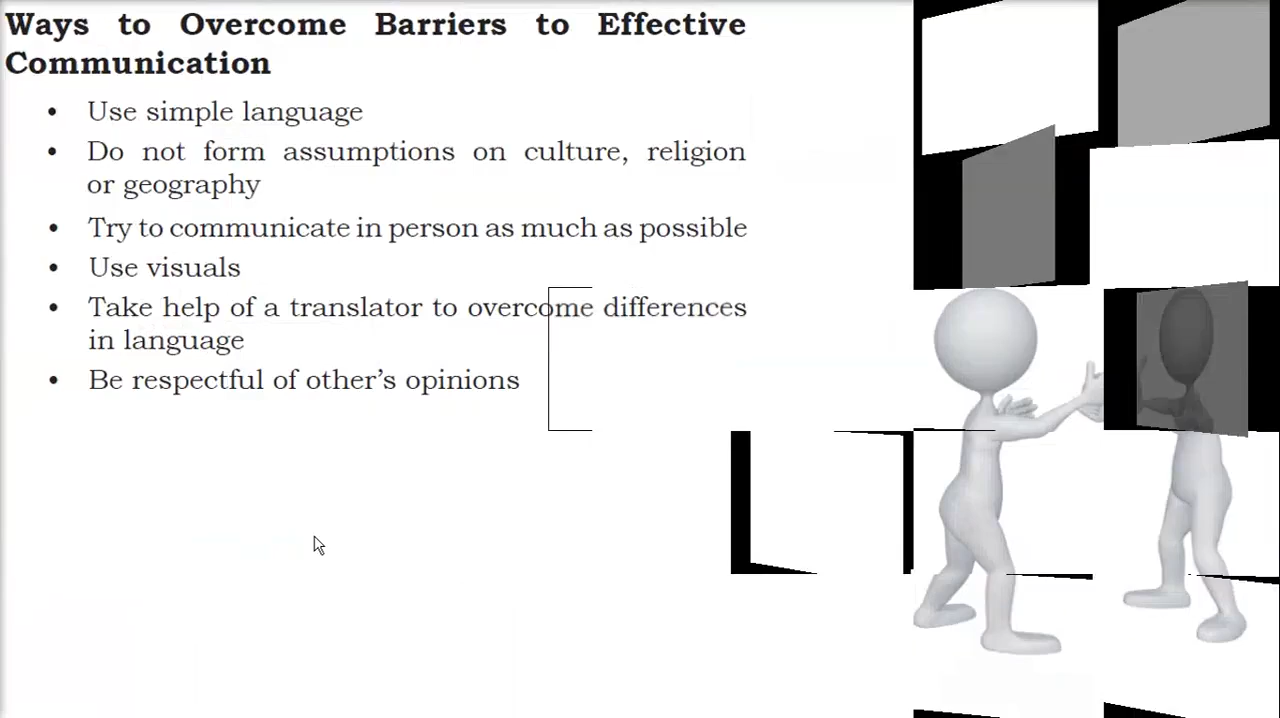 Ways to Overcome Barriers to Effective
Communication
• Use simple language
• Do not form assumptions on culture, religion
or geography
• Try to communicate in person as much as possible
• Use visuals
• Take help of a translator to overcome differences
in language
• Be respectful of other’s opinions